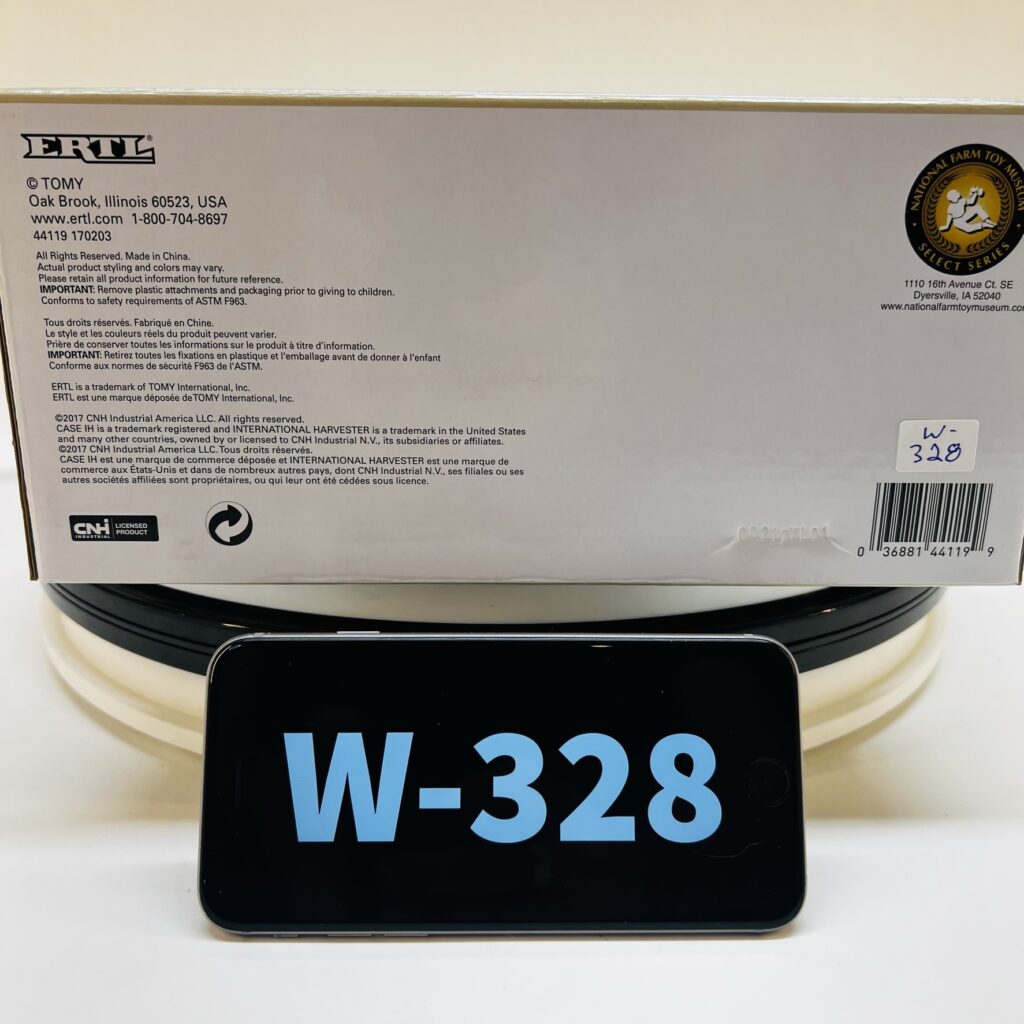 ERTL®
© TOMY
Oak Brook, Illinois 60523, USA
www.ertl.com 1-800-704-8697
44119 170203
All Rights Reserved. Made in China.
Actual product styling and colors may vary.
Please retain all product information for future reference.
IMPORTANT: Remove plastic attachments and packaging prior to giving to children.
Conforms to safety requirements of ASTM F963.
Tous droits résérves. Fabriqué en Chine.
Le style et les couleurs réels du produit peuvent varier.
Prière de conserver toutes les informations sur le produit à titre d'information.
IMPORTANT: Retirez toutes les fixations en plastique et l'emballage avant de donner à l'enfant
Conforme aux normes de sécurité F963 de l'ASTM.
ERTL is a trademark of TOMY International, Inc.
ERTL est une marque déposée de TOMY International, Inc.
©2017 CNH Industrial America LLC. All rights reserved.
CASE IH is a trademark registered and INTERNATIONAL HARVESTER is a trademark in the United States
and many other countries, owned by or licensed to CNH Industrial N.V., its subsidiaries or affiliates.
©2017 CNH Industrial America LLC. Tous droits résérves.
CASE IH est une marque de commerce déposée et INTERNATIONAL HARVESTER est une marque de
commerce aux États-Unis et dans de nombreux autres pays, dont CNH Industrial N.V., ses filiales ou ses
autres sociétés affiliées sont propriétaires, ou qui leur ont été cédées sous licence.
CNH
INDUSTRIAL
LICENSED
PRODUCT
NATIONAL FARM TOY MUSEUM
SELECT SERIES
1110 16th Avenue Ct. SE
Dyersville, IA 52040
www.nationalfarmtoymuseum.com
W-
328
0 36881 44119 9
W-328